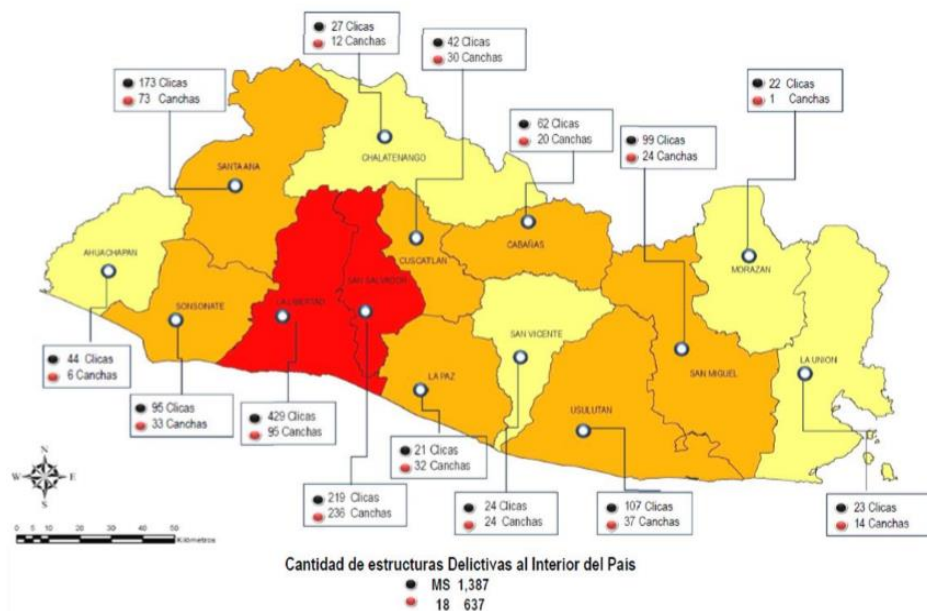 27 Clicas
12 Canchas
42 Clicas
30 Canchas
173 Clicas
73 Canchas
22 Clicas
1 Canchas
62 Clicas
20 Canchas
99 Clicas
24 Canchas
CHALATENANGO
SANTA ANA
CABAÑAS
CUSCATLAN
MORAZAN
AHUACHAPAN
SAN SALVADOR
SONSONATE
LA LIBERTAD
SAN VICENTE
LA UNION
SAN MIGUEL
LA PAZ
USULUTAN
44 Clicas
6 Canchas
95 Clicas
33 Canchas
429 Clicas
95 Canchas
21 Clicas
32 Canchas
219 Clicas
236 Canchas
24 Clicas
24 Canchas
107 Clicas
37 Canchas
23 Clicas
14 Canchas
N
W E
S
0 5 10 20 30 40 50
Kilómetros
Cantidad de estructuras Delictivas al Interior del Pais
MS 1,387
18 637